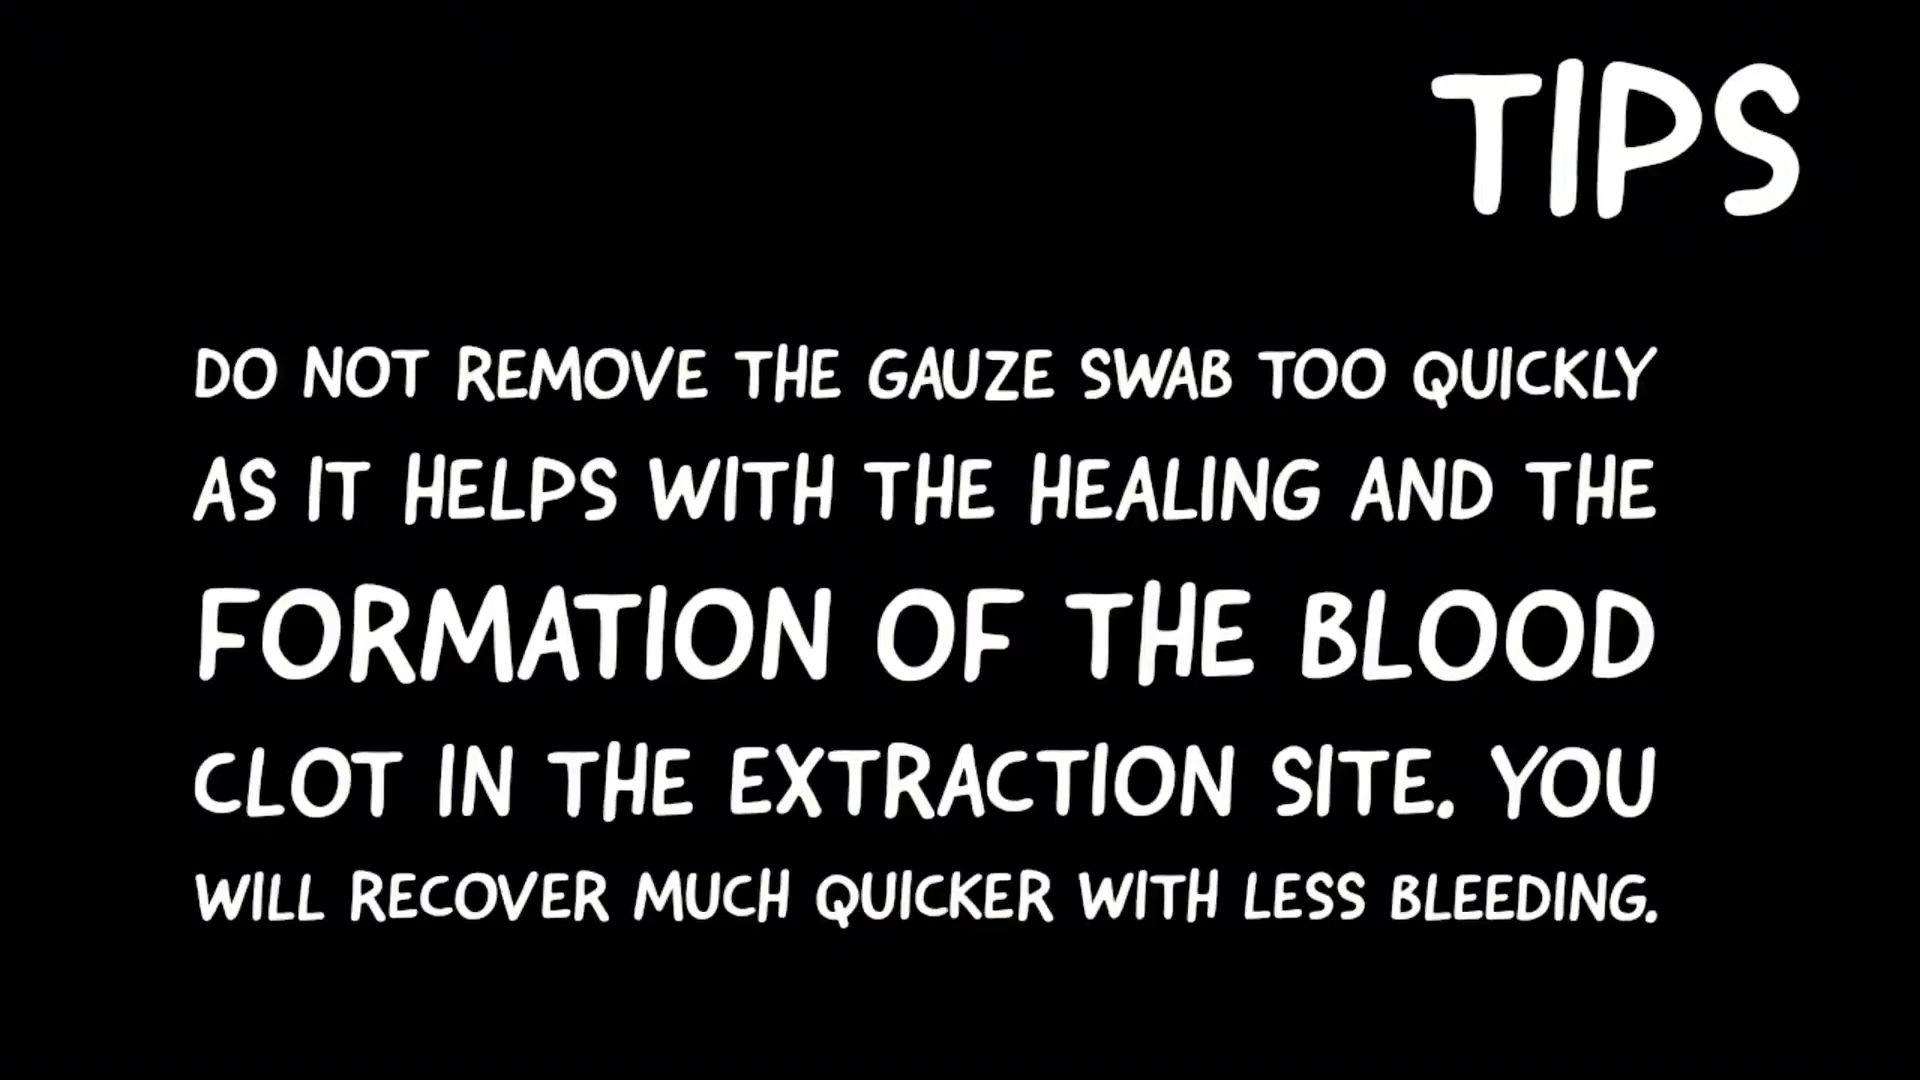 TIPS
DO NOT REMOVE THE GAUZE SWAB TOO QUICKLY
AS IT HELPS WITH THE HEALING AND THE
FORMATION OF THE BLOOD
CLOT IN THE EXTRACTION SITE. YOU
WILL RECOVER MUCH QUICKER WITH LESS BLEEDING.